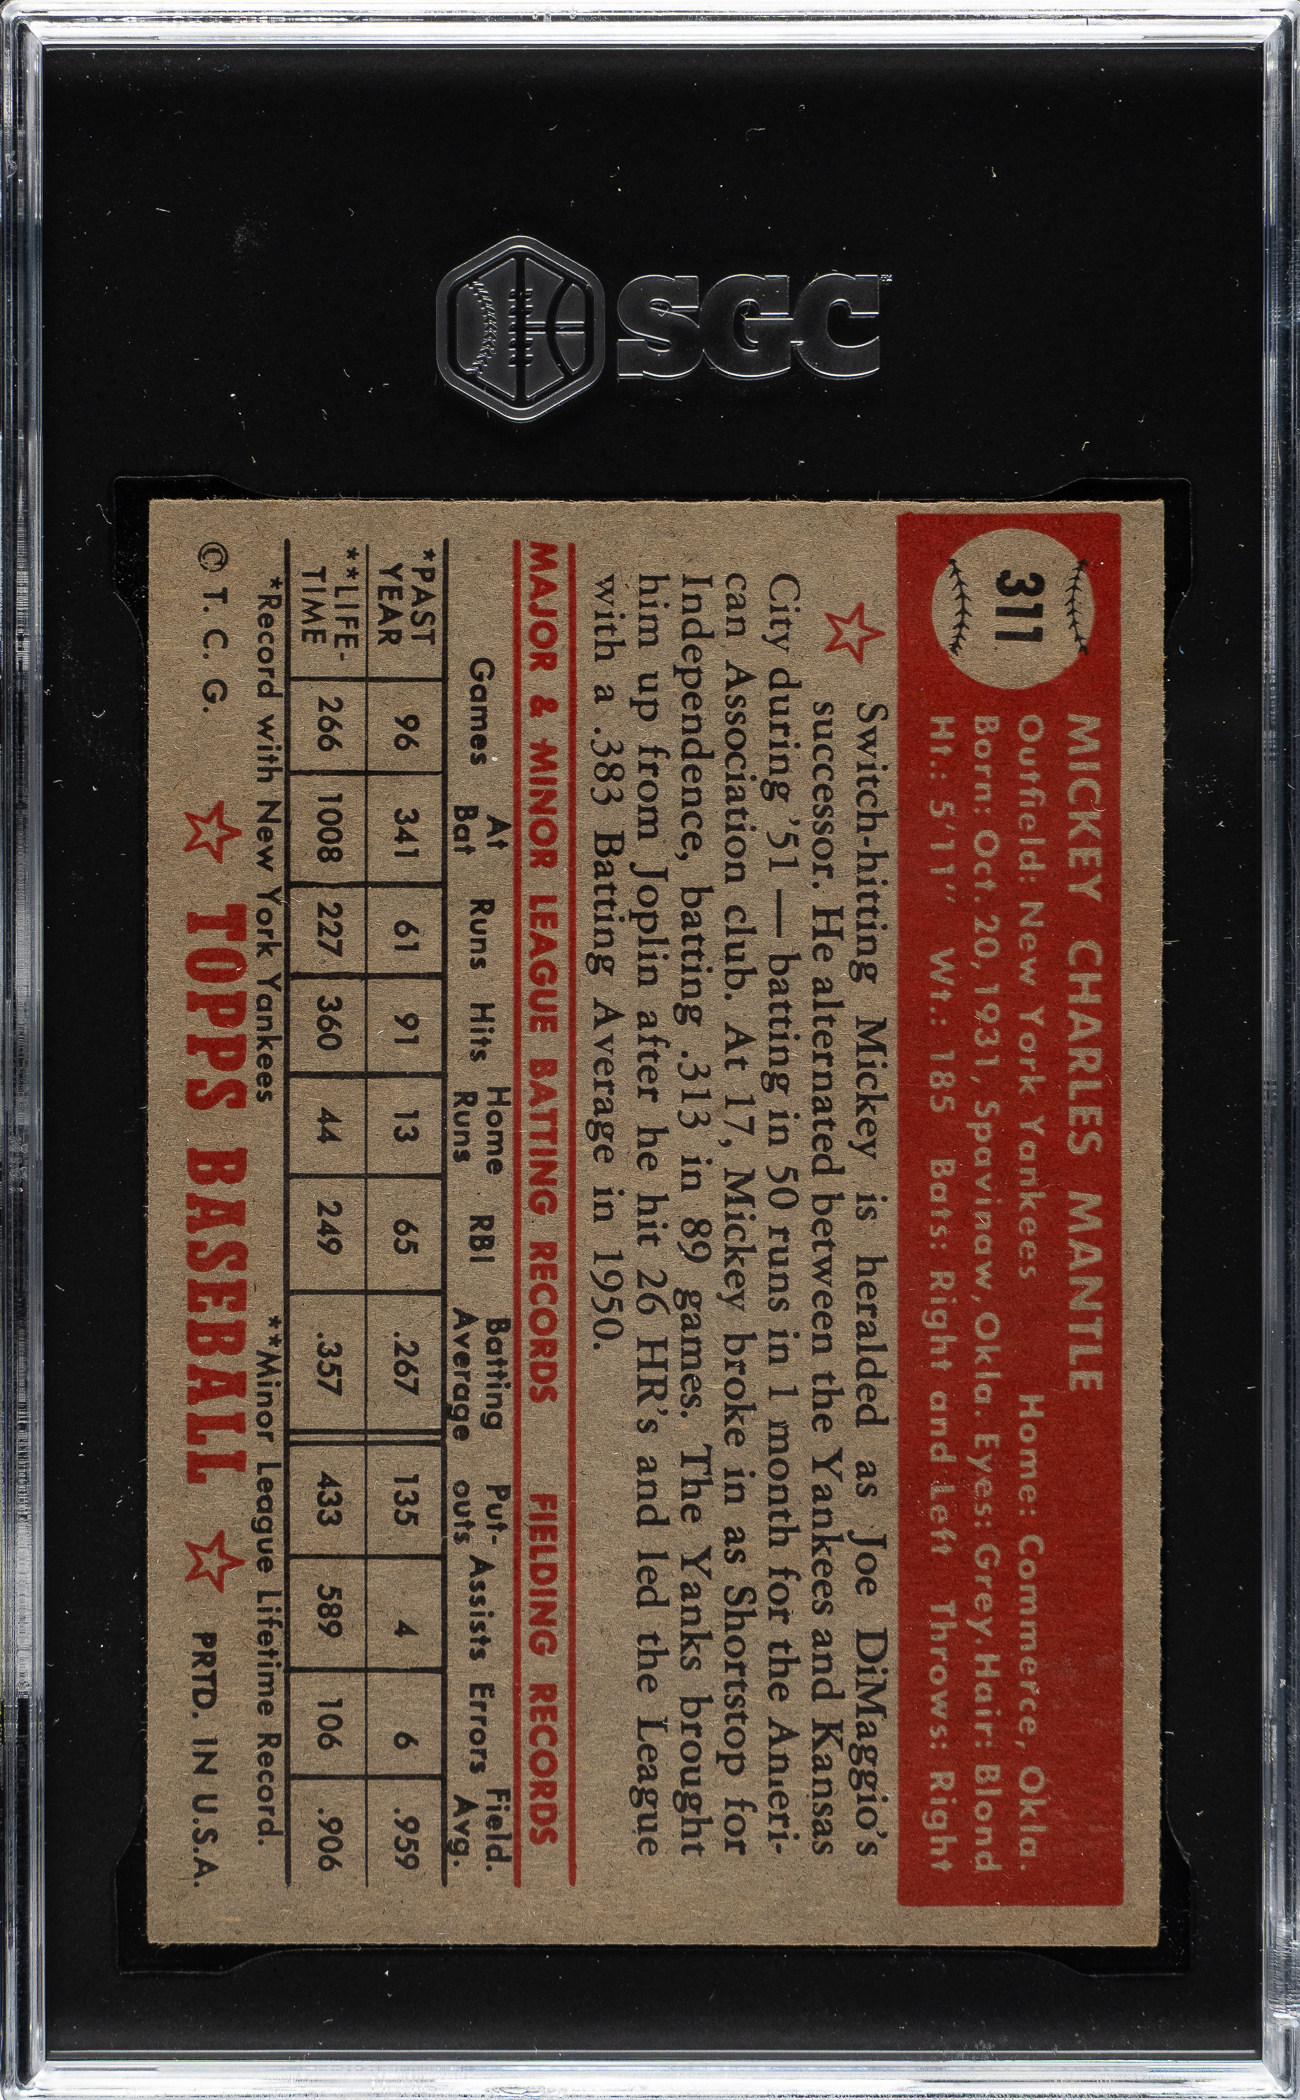 SGC
311
MICKEY CHARLES MANTLE
Outfield: New York Yankees Home: Commerce, Okla.
Born: Oct. 20, 1931, Spavinaw, Okla. Eyes: Grey. Hair: Blond
Ht.: 5'11" Wt.: 185 Bats: Right and Left Throws: Right
Switch-hitting Mickey is heralded as Joe DiMaggio's
successor. He alternated between the Yankees and Kansas
City during '51 — batting in 50 runs in 1 month for the Ameri-
can Association club. At 17, Mickey broke in as Shortstop for
Independence, batting .313 in 89 games. The Yanks brought
him up from Joplin after he hit 26 HR's and led the League
with a .383 Batting Average in 1950.
MAJOR & MINOR LEAGUE BATTING RECORDS FIELDING RECORDS
Games At Bat Runs Hits Home Runs RBI Batting Average Put-outs Assists Errors Field. Avg.
*PAST YEAR 96 341 61 91 13 65 .267 135 4 6 .959
**LIFE-TIME 266 1008 227 360 44 249 .357 433 589 106 .906
*Record with New York Yankees **Minor League Lifetime Record.
© T. C. G. TOPPS BASEBALL PRTD. IN U.S.A.